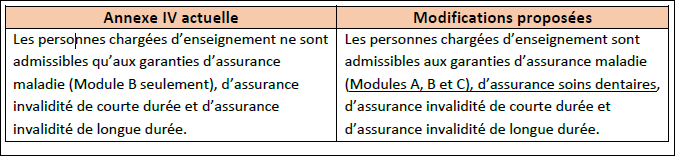 Annexe IV actuelle
Modifications proposées
Les personnes chargées d’enseignement ne sont
admissibles qu’aux garanties d’assurance
maladie (Module B seulement), d’assurance
invalidité de courte durée et d’assurance
invalidité de longue durée.
Les personnes chargées d’enseignement sont
admissibles aux garanties d’assurance maladie
(Modules A, B et C), d’assurance soins dentaires,
d’assurance invalidité de courte durée et
d’assurance invalidité de longue durée.